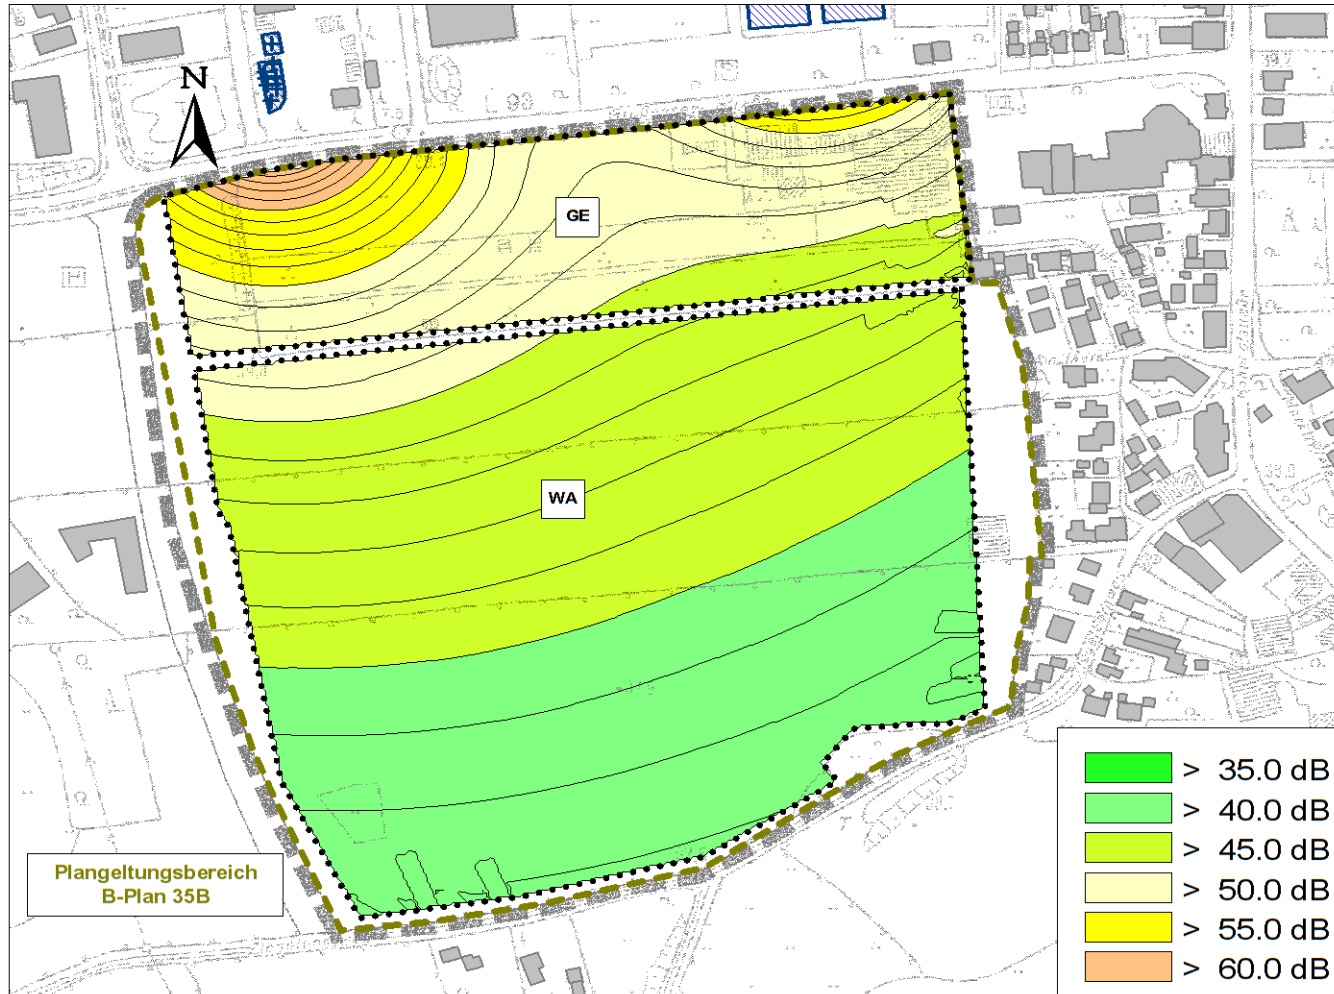 N
GE
WA
Plangeltungsbereich
B-Plan 35B
> 35.0 dB
> 40.0 dB
> 45.0 dB
> 50.0 dB
> 55.0 dB
> 60.0 dB